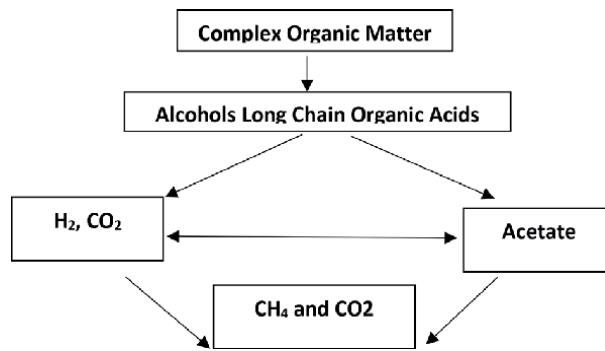 Complex Organic Matter
Alcohols Long Chain Organic Acids
H₂, CO₂
Acetate
CH₄ and CO2